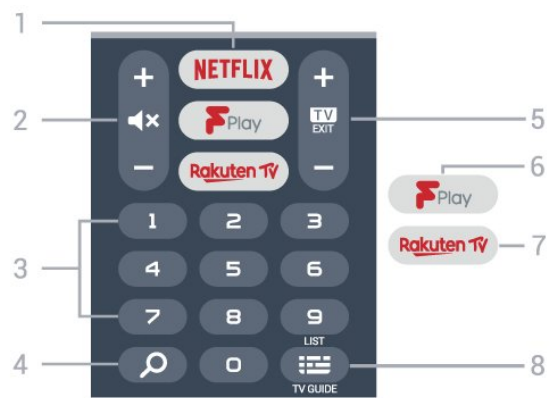 1
NETFLIX
+ +
2
F Play
TV
EXIT
5
- -
Rakuten TV
6
F Play
1 2 3
Rakuten TV
7
3
4 5 6
7 8 9
LIST
4
0
8
TV GUIDE